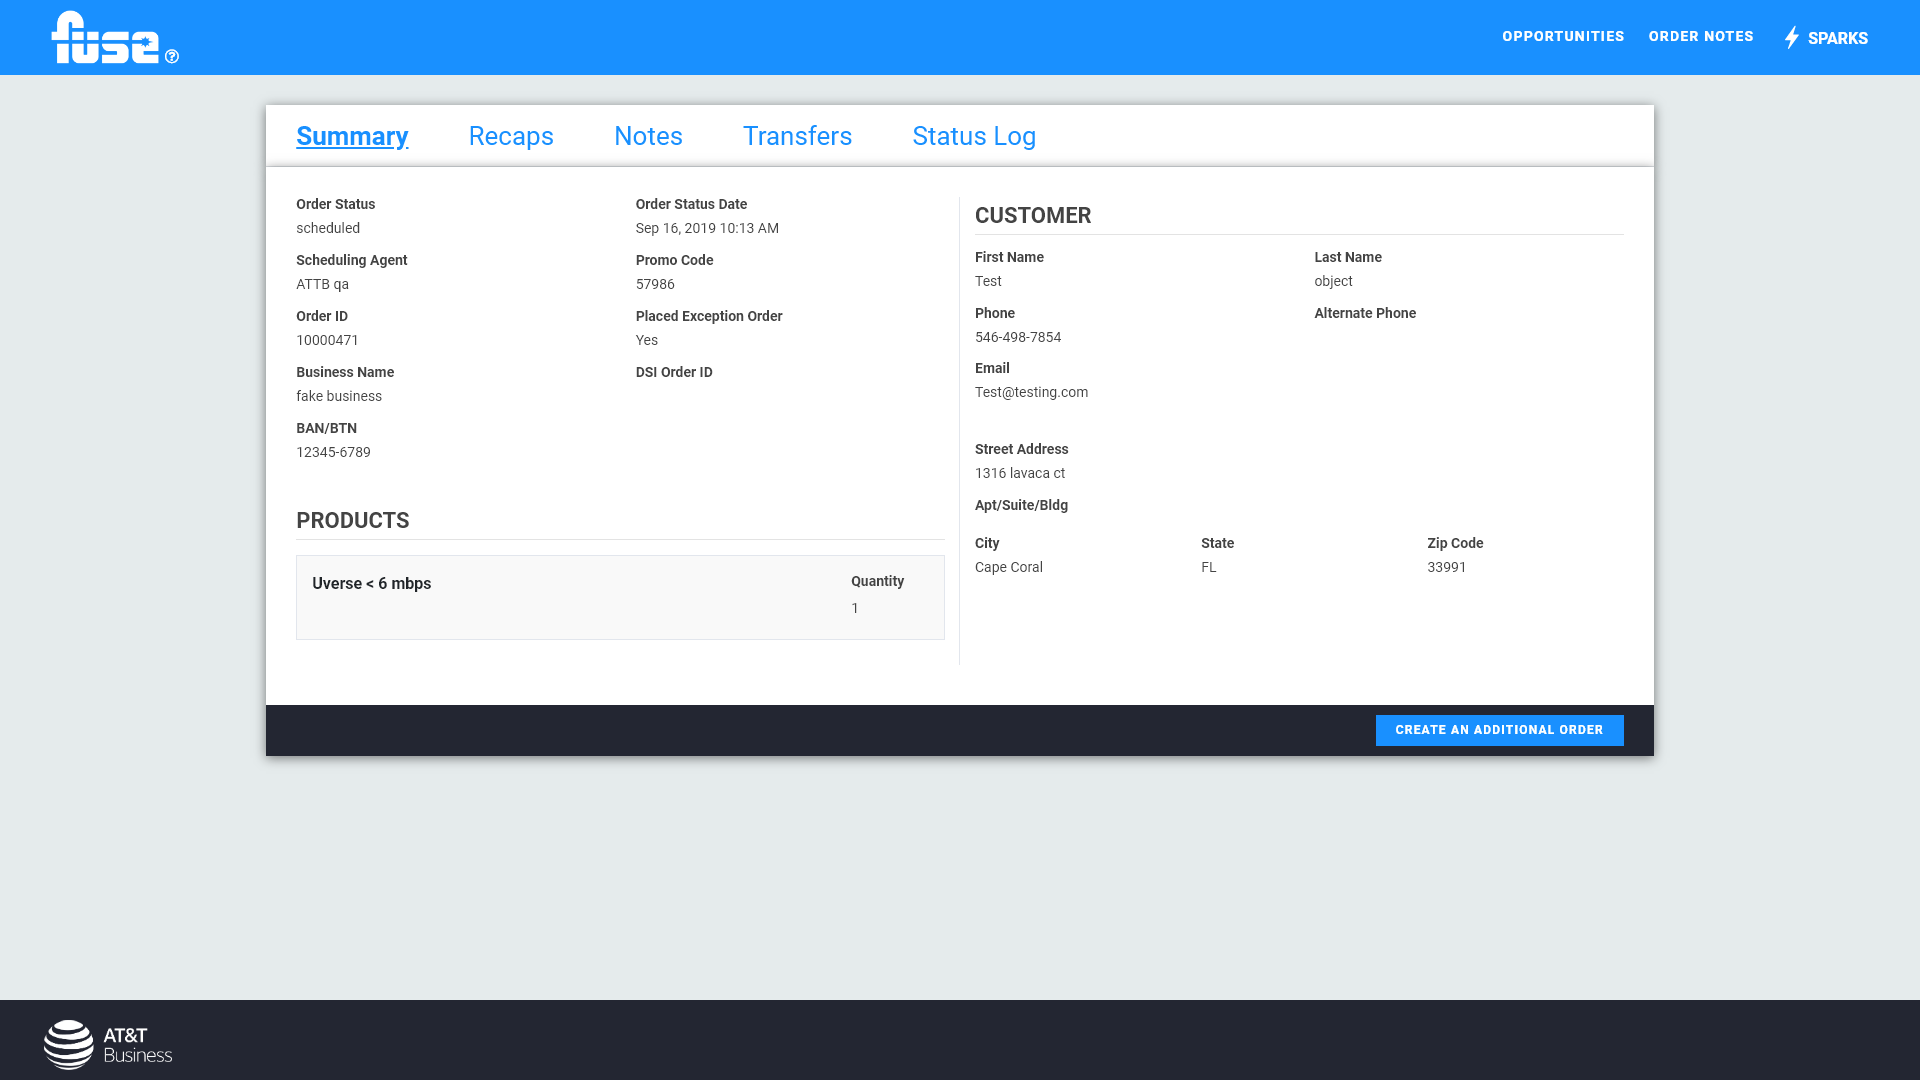 fuse
OPPORTUNITIES ORDER NOTES SPARKS
Summary Recaps Notes Transfers Status Log
Order Status
scheduled
Order Status Date
Sep 16, 2019 10:13 AM
Scheduling Agent
ATTB qa
Promo Code
57986
Order ID
10000471
Placed Exception Order
Yes
Business Name
fake business
DSI Order ID
BAN/BTN
12345-6789
PRODUCTS
Uverse < 6 mbps
Quantity
1
CUSTOMER
First Name
Test
Last Name
object
Phone
546-498-7854
Alternate Phone
Email
Test@testing.com
Street Address
1316 lavaca ct
Apt/Suite/Bldg
City
Cape Coral
State
FL
Zip Code
33991
CREATE AN ADDITIONAL ORDER
AT&T
Business